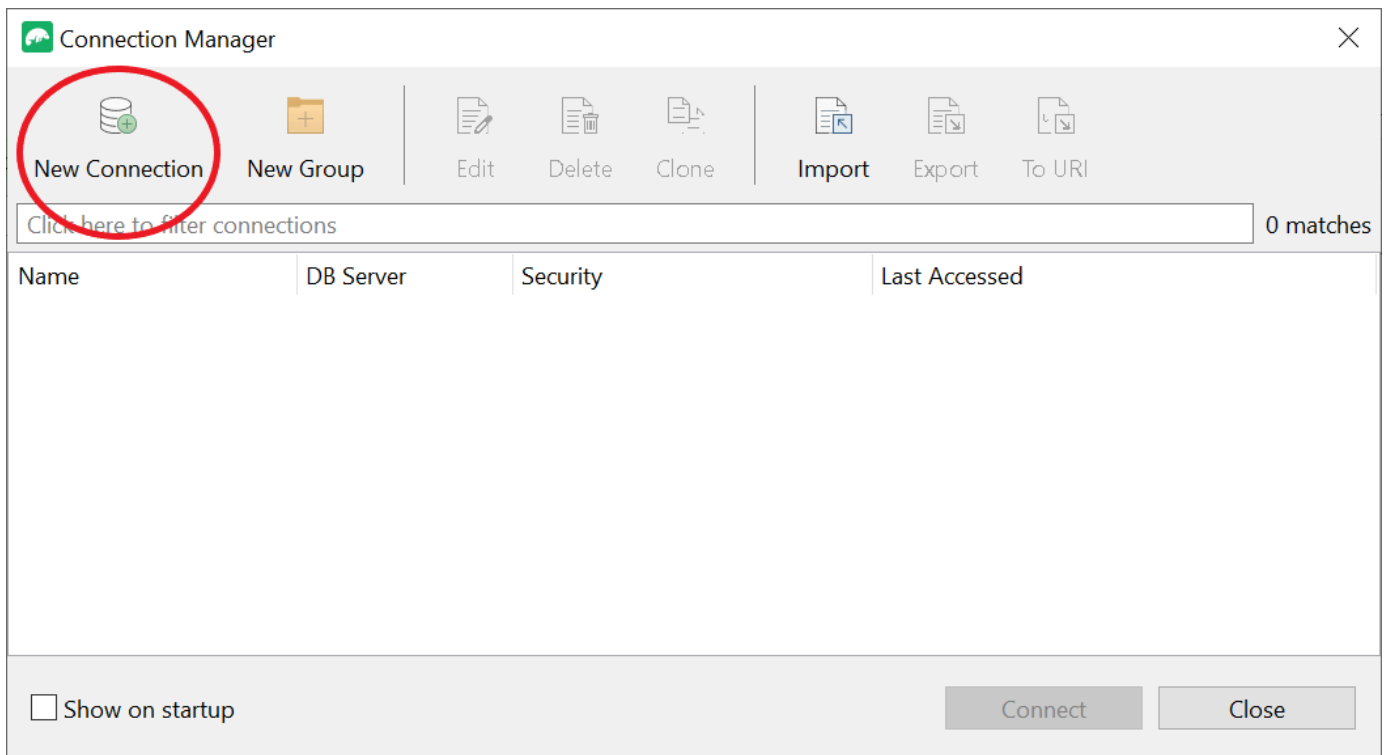 Connection Manager
New Connection New Group Edit Delete Clone Import Export To URI
Click here to filter connections 0 matches
Name DB Server Security Last Accessed
Show on startup Connect Close